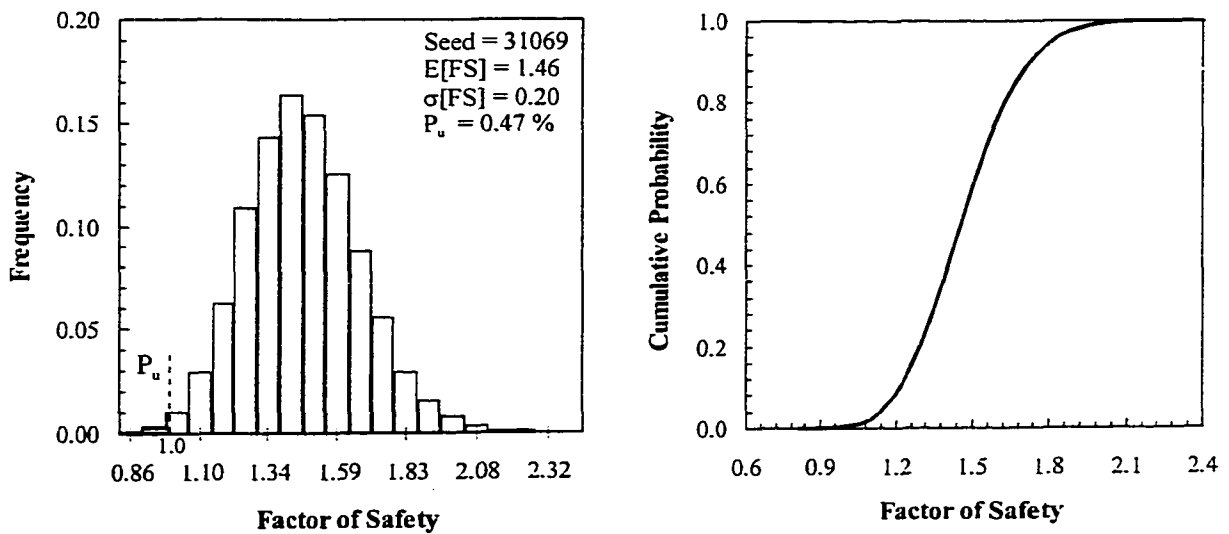 0.20
0.15
0.10
0.05
0.00
Frequency
Seed = 31069
E[FS] = 1.46
σ[FS] = 0.20
Pu = 0.47 %
Pu
1.0
0.86 1.10 1.34 1.59 1.83 2.08 2.32
Factor of Safety
1.0
0.8
0.6
0.4
0.2
0.0
Cumulative Probability
0.6 0.9 1.2 1.5 1.8 2.1 2.4
Factor of Safety